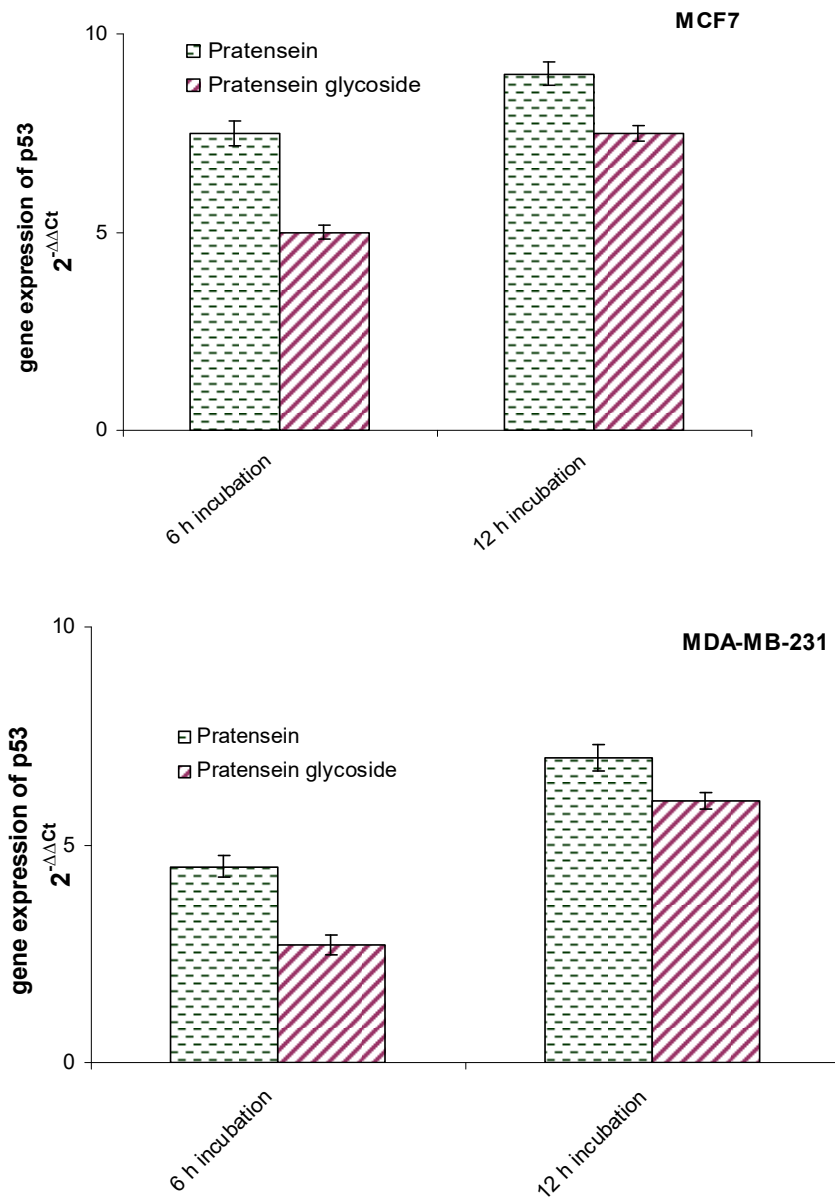 MCF7
10
Pratensein
Pratensein glycoside
gene expression of p53
2-ΔΔCt
5
0
6 h incubation
12 h incubation
10
MDA-MB-231
Pratensein
Pratensein glycoside
gene expression of p53
2-ΔΔCt
5
0
6 h incubation
12 h incubation